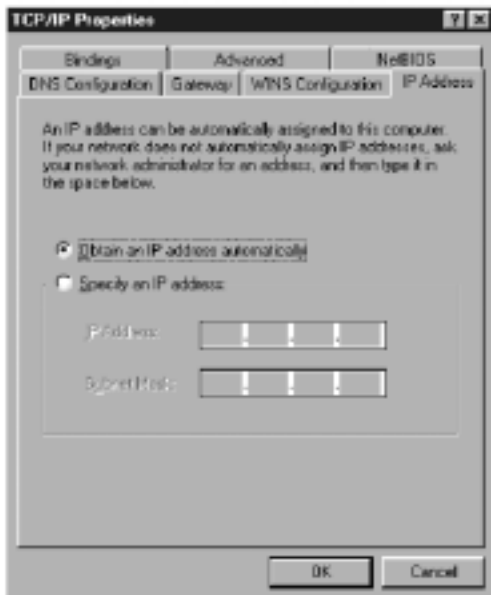 TCP/IP Properties
Bindings Advanced NetBIOS
DNS Configuration Gateway WINS Configuration IP Address
An IP address can be automatically assigned to this computer.
If your network does not automatically assign IP addresses, ask
your network administrator for an address, and then type it in
the space below.
Obtain an IP address automatically
Specify an IP address:
IP Address:
Subnet Mask:
OK Cancel